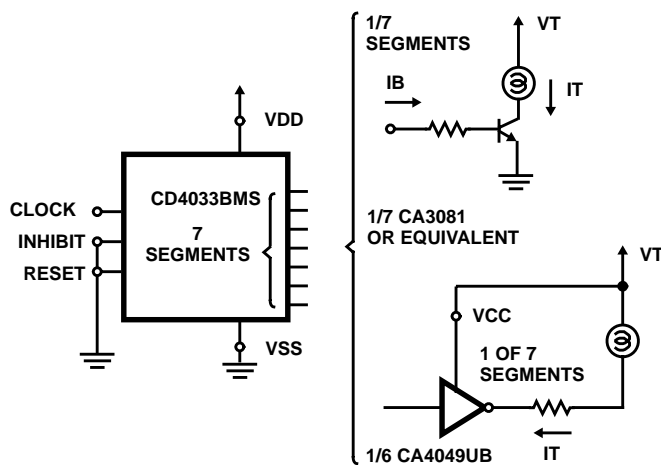 VDD
CD4033BMS
7
SEGMENTS
CLOCK
INHIBIT
RESET
VSS
1/7
SEGMENTS
VT
IB
IT
1/7 CA3081
OR EQUIVALENT
VT
VCC
1 OF 7
SEGMENTS
IT
1/6 CA4049UB